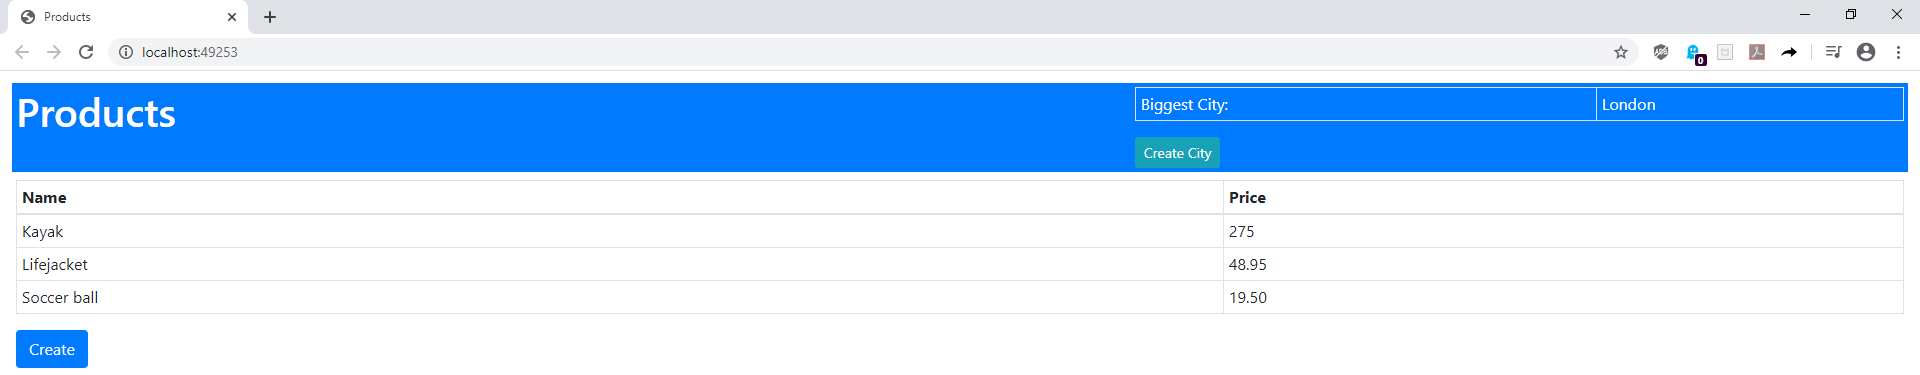 Products
localhost:49253
0
Products
Biggest City: London
Create City
Name Price
Kayak 275
Lifejacket 48.95
Soccer ball 19.50
Create